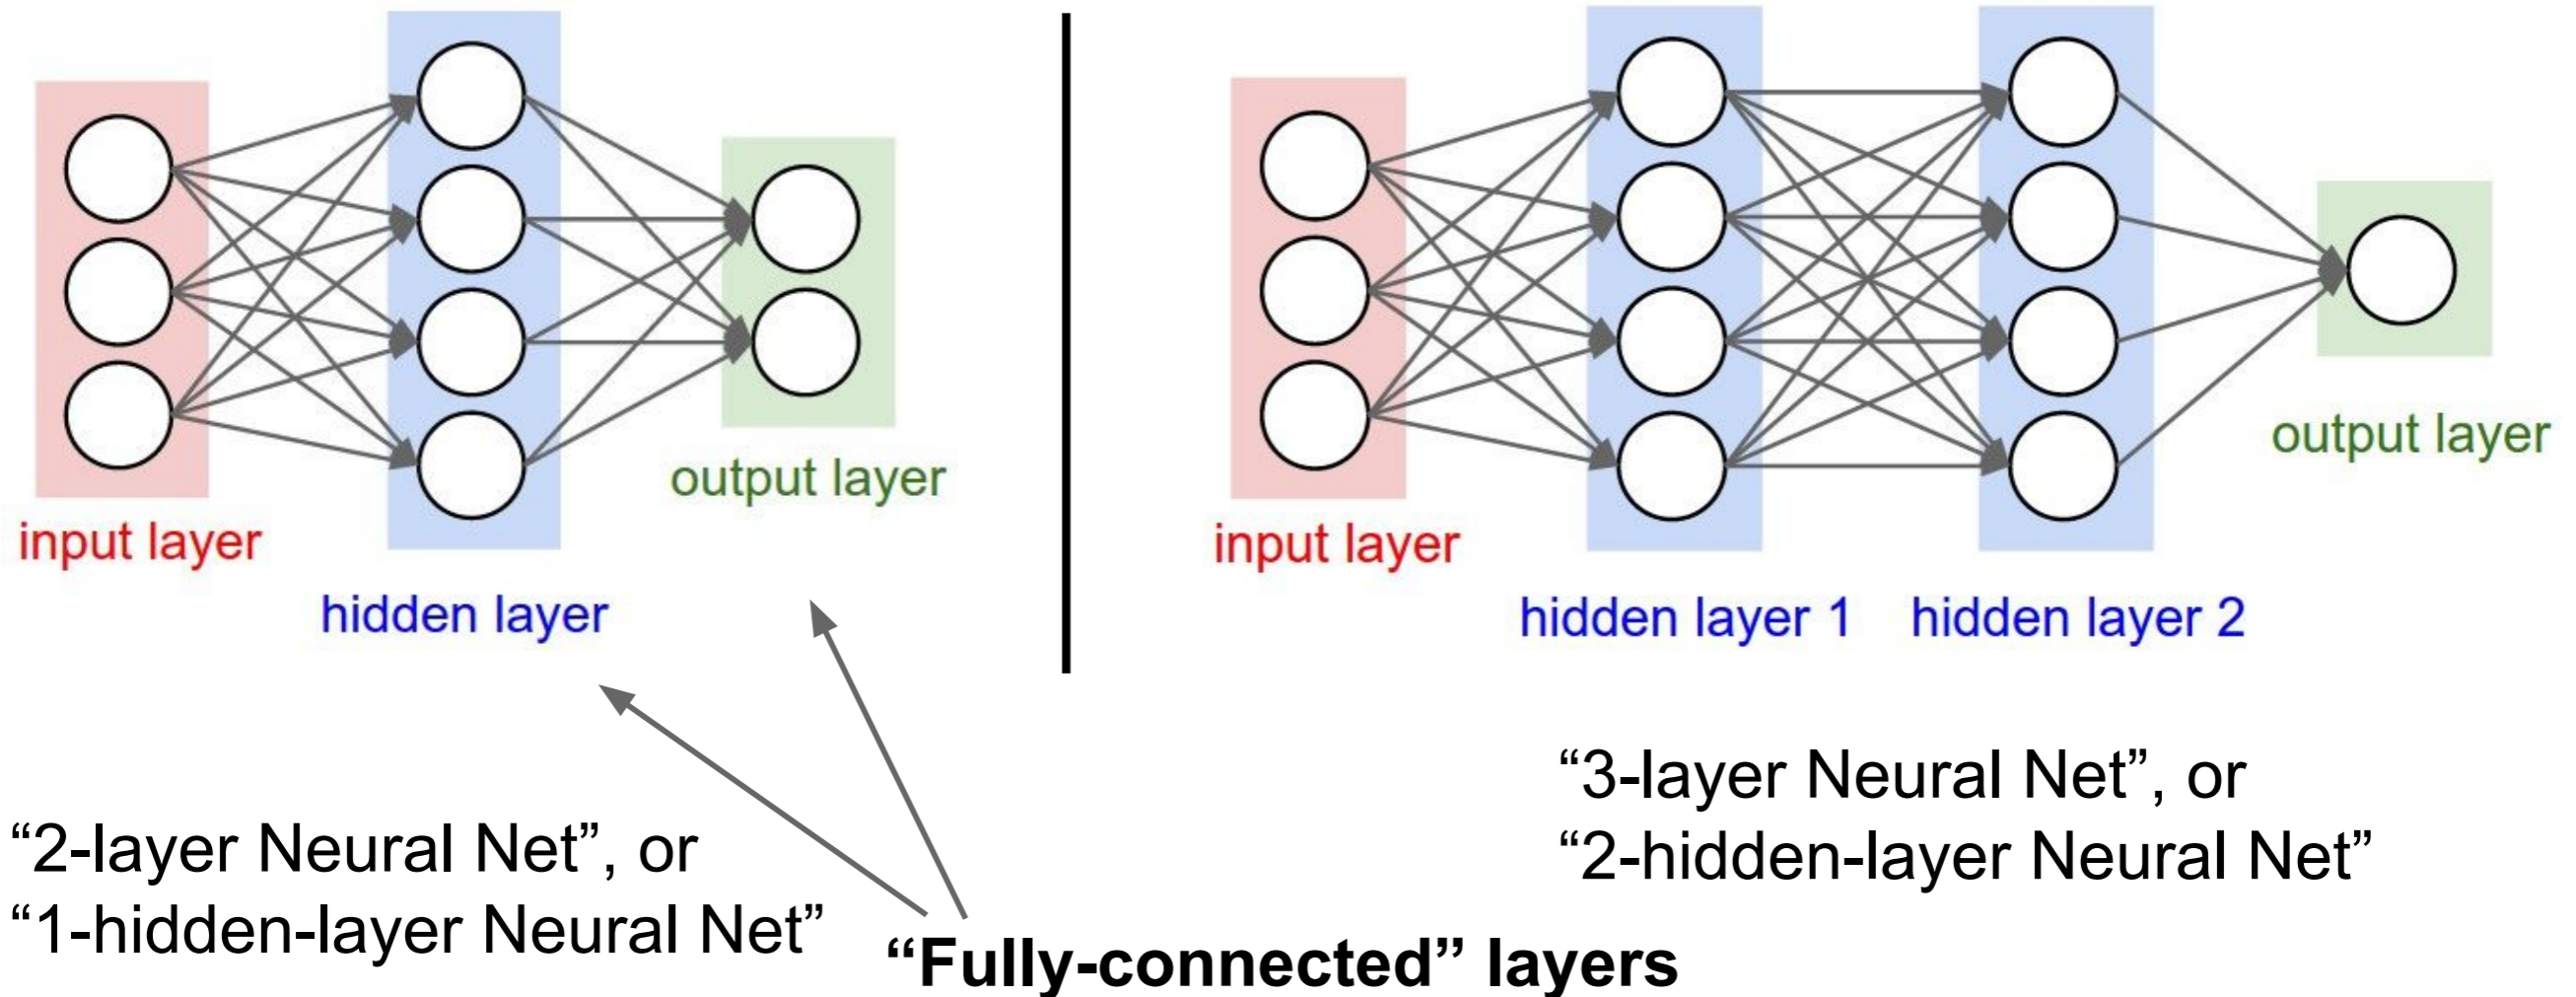 input layer
hidden layer
output layer
input layer
hidden layer 1
hidden layer 2
output layer
“2-layer Neural Net”, or
“1-hidden-layer Neural Net”
“Fully-connected” layers
“3-layer Neural Net”, or
“2-hidden-layer Neural Net”